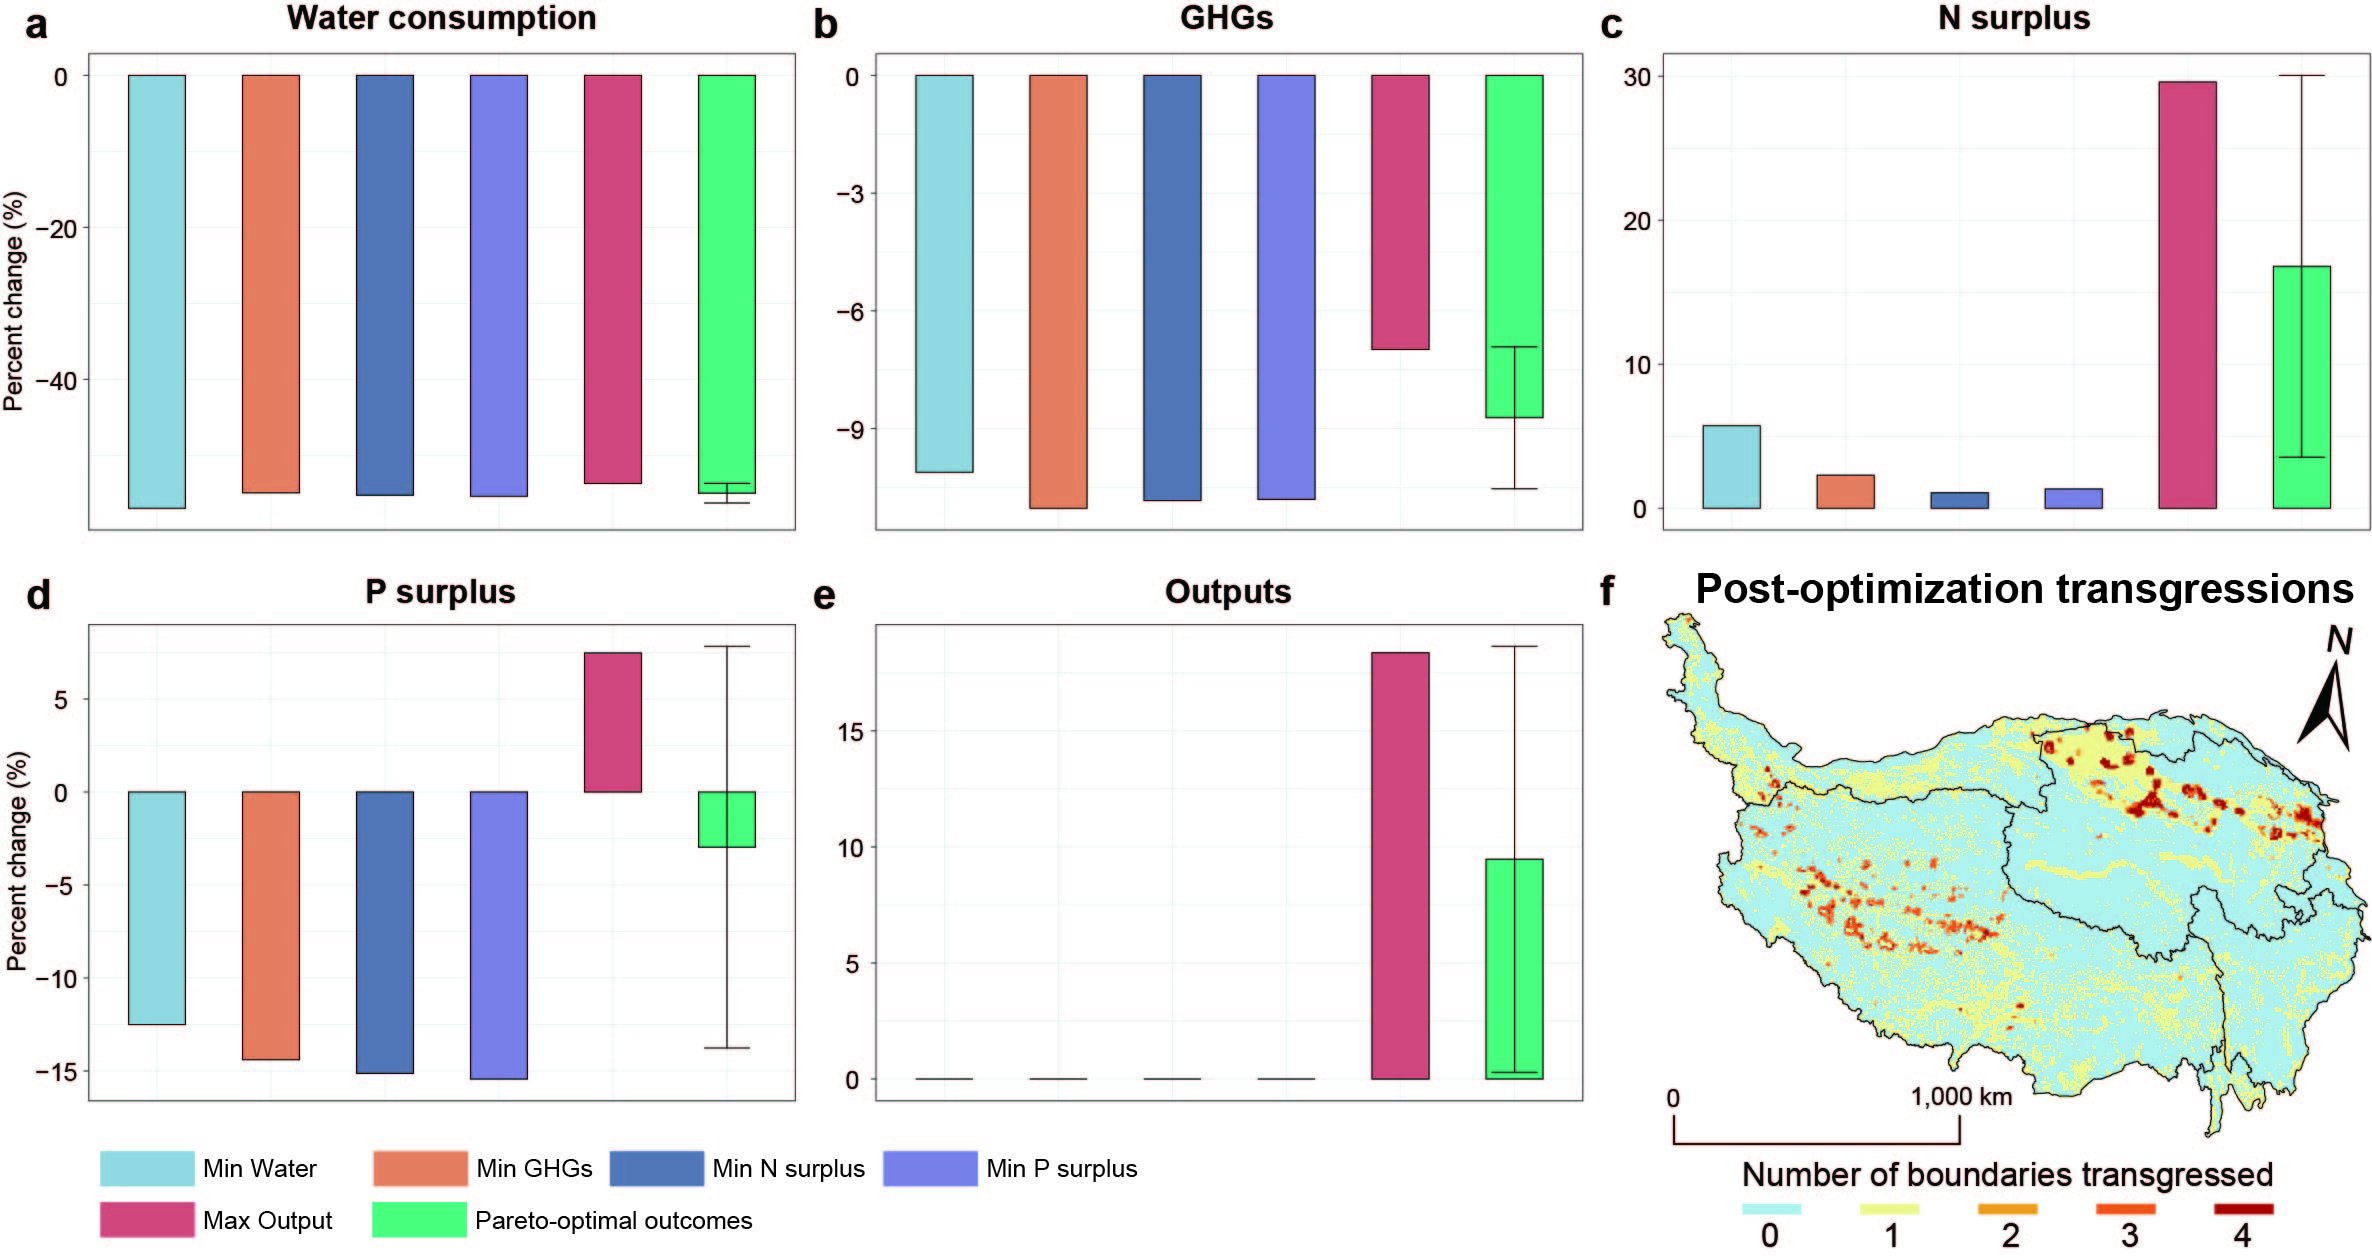 a Water consumption
b GHGs
c N surplus
Percent change (%)
0
−20
−40
0
−3
−6
−9
30
20
10
0
d P surplus
e Outputs
f Post-optimization transgressions
Percent change (%)
5
0
−5
−10
−15
15
10
5
0
N
0 1,000 km
Min Water Min GHGs Min N surplus Min P surplus
Max Output Pareto-optimal outcomes
Number of boundaries transgressed
0 1 2 3 4